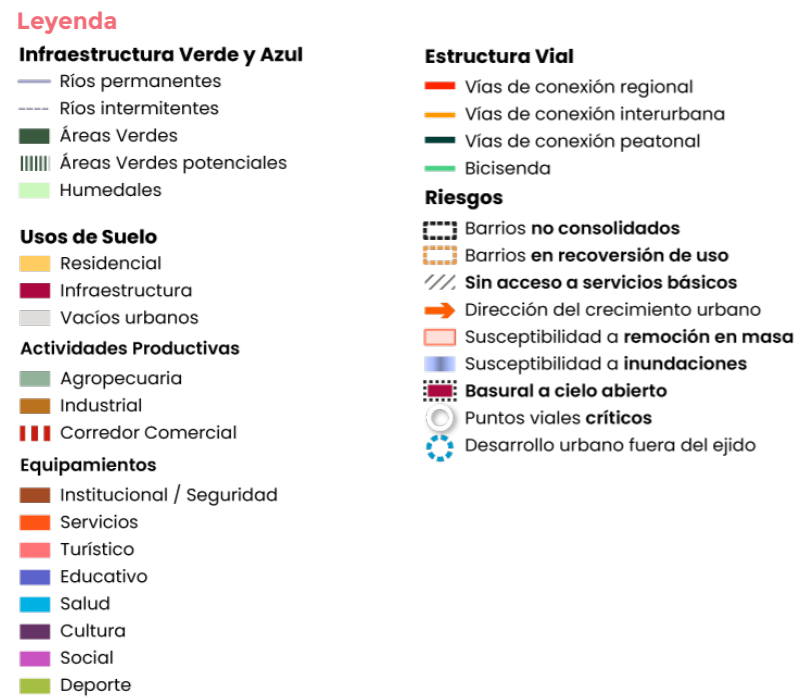 Leyenda
Infraestructura Verde y Azul
Ríos permanentes
Ríos intermitentes
Áreas Verdes
Áreas Verdes potenciales
Humedales
Usos de Suelo
Residencial
Infraestructura
Vacíos urbanos
Actividades Productivas
Agropecuaria
Industrial
Corredor Comercial
Equipamientos
Institucional / Seguridad
Servicios
Turístico
Educativo
Salud
Cultura
Social
Deporte
Estructura Vial
Vías de conexión regional
Vías de conexión interurbana
Vías de conexión peatonal
Bicisenda
Riesgos
Barrios no consolidados
Barrios en recoversión de uso
Sin acceso a servicios básicos
Dirección del crecimiento urbano
Susceptibilidad a remoción en masa
Susceptibilidad a inundaciones
Basural a cielo abierto
Puntos viales críticos
Desarrollo urbano fuera del ejido